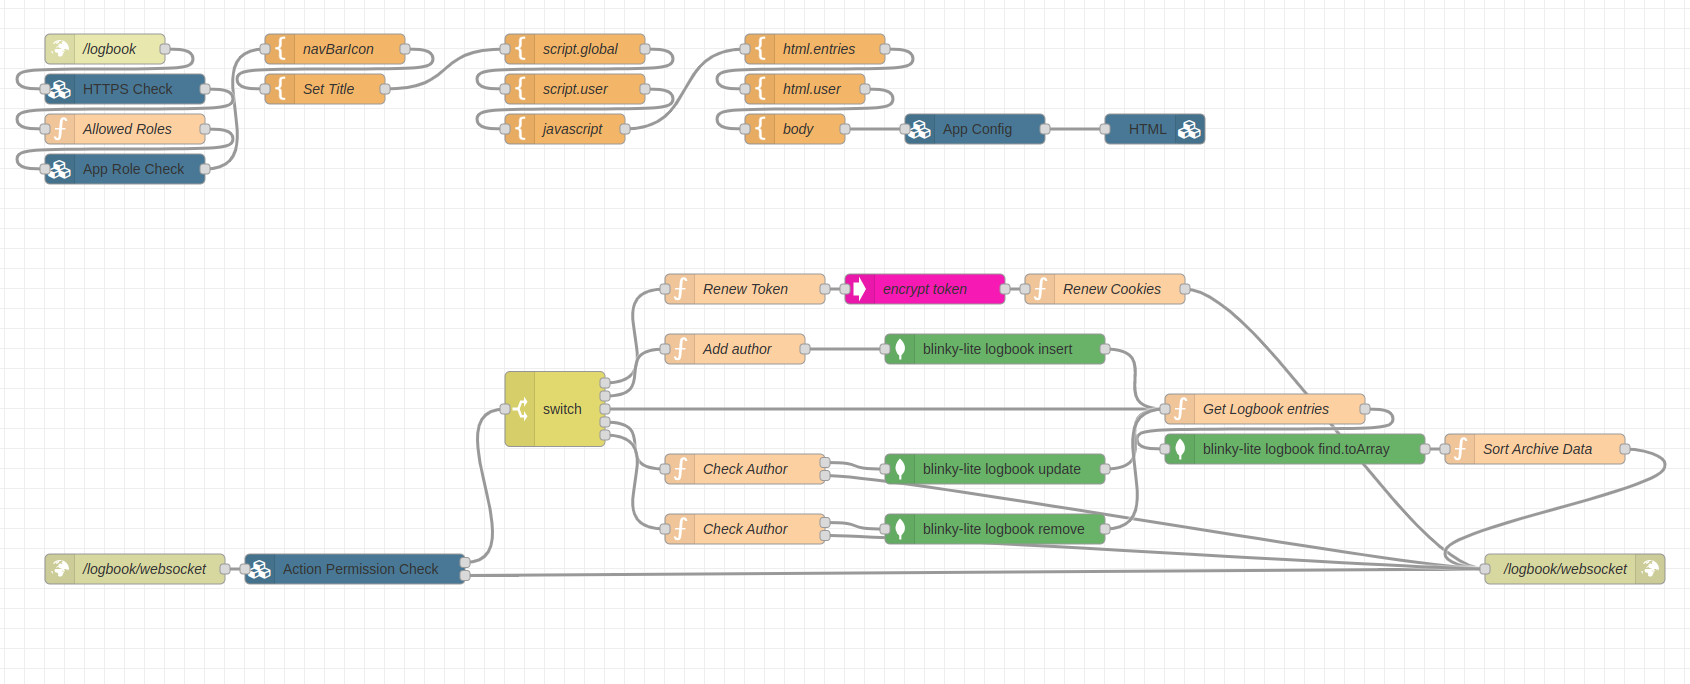 /logbook
HTTPS Check
Allowed Roles
App Role Check
navBarIcon
Set Title
script.global
script.user
javascript
html.entries
html.user
body
App Config
HTML
Renew Token
encrypt token
Renew Cookies
Add author
blinky-lite logbook insert
switch
Get Logbook entries
blinky-lite logbook find.toArray
Sort Archive Data
Check Author
blinky-lite logbook update
Check Author
blinky-lite logbook remove
/logbook/websocket
Action Permission Check
/logbook/websocket